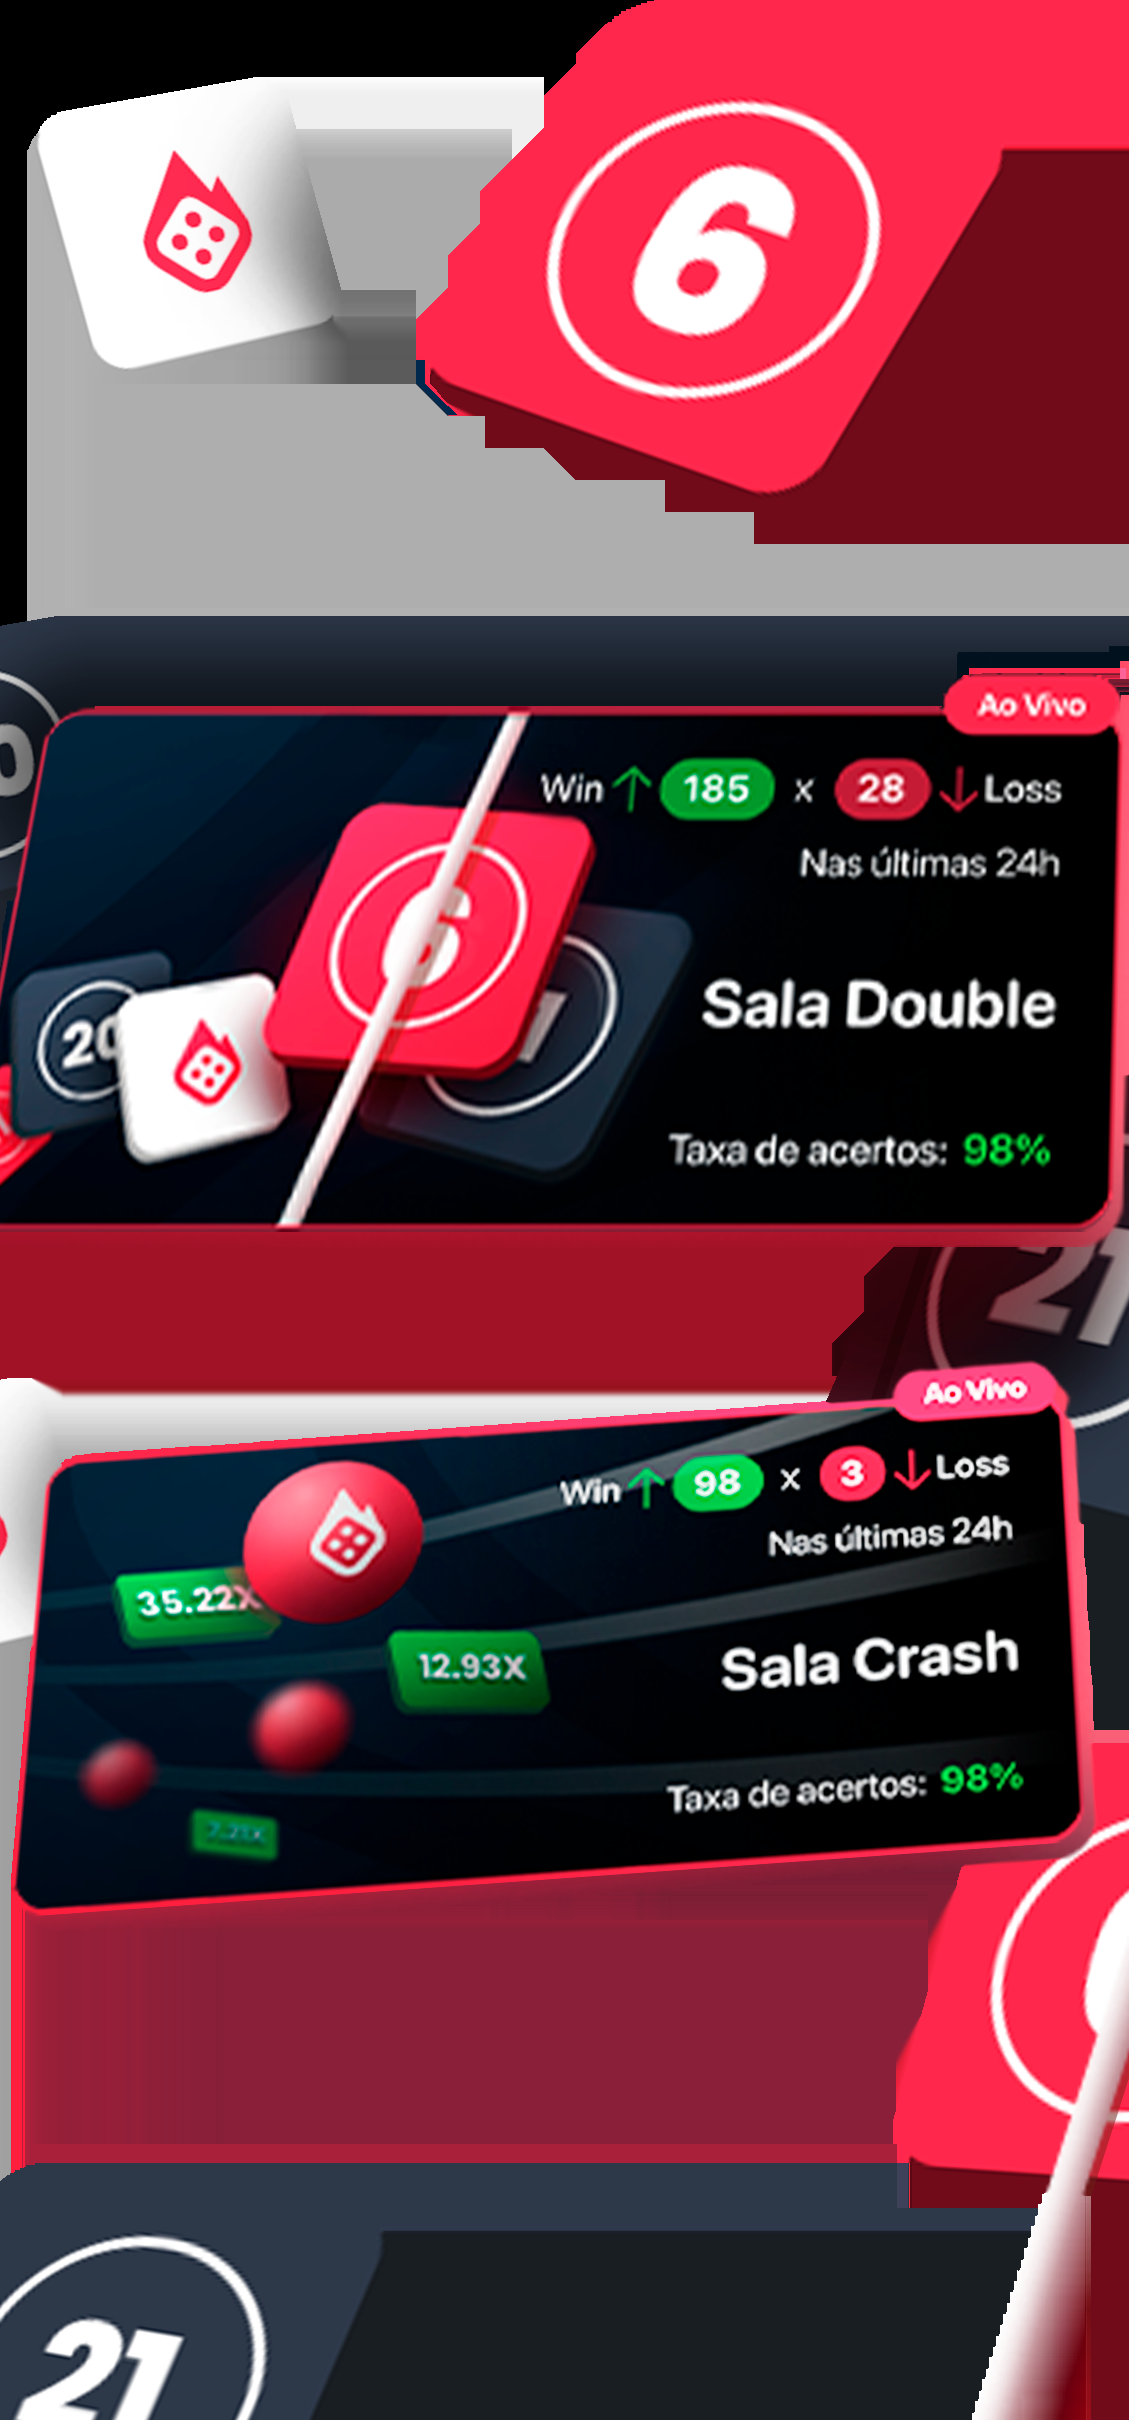 6
0
Ao Vivo
Win 185 x 28 Loss
Nas últimas 24h
6
20
Sala Double
Taxa de acertos: 98%
21
Ao Vivo
Win 98 x 3 Loss
Nas últimas 24h
35.22X
12.93X
Sala Crash
Taxa de acertos: 98%
21